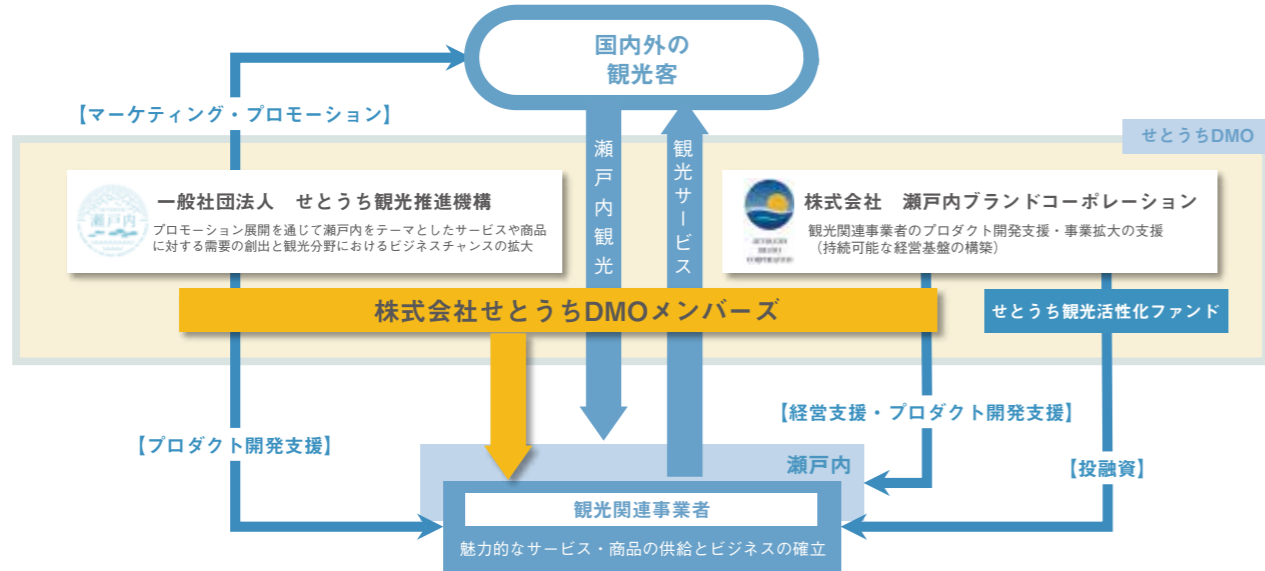 国内外の
観光客
【マーケティング・プロモーション】
せとうちDMO
瀬戸内
一般社団法人　せとうち観光推進機構
プロモーション展開を通じて瀬戸内をテーマとしたサービスや商品
に対する需要の創出と観光分野におけるビジネスチャンスの拡大
瀬戸内観光
観光サービス
SETOUCHI
BRAND
CORPORATION
株式会社　瀬戸内ブランドコーポレーション
観光関連事業者のプロダクト開発支援・事業拡大の支援
（持続可能な経営基盤の構築）
株式会社せとうちDMOメンバーズ
せとうち観光活性化ファンド
【プロダクト開発支援】
【経営支援・プロダクト開発支援】
【投融資】
瀬戸内
観光関連事業者
魅力的なサービス・商品の供給とビジネスの確立